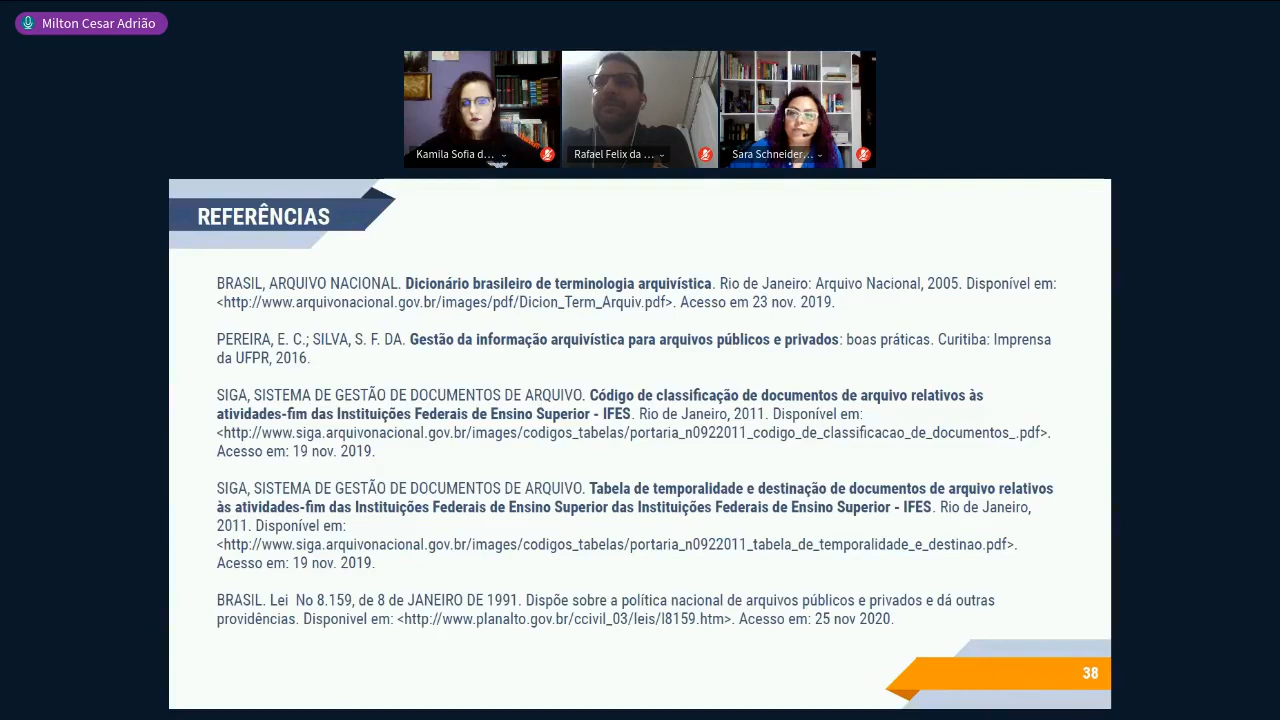 Milton Cesar Adrião
Kamila Sofia d...
Rafael Felix da ...
Sara Schneider...
REFERÊNCIAS
BRASIL, ARQUIVO NACIONAL. Dicionário brasileiro de terminologia arquivística. Rio de Janeiro: Arquivo Nacional, 2005. Disponível em:
<http://www.arquivonacional.gov.br/images/pdf/Dicion_Term_Arquiv.pdf>. Acesso em 23 nov. 2019.
PEREIRA, E. C.; SILVA, S. F. DA. Gestão da informação arquivística para arquivos públicos e privados: boas práticas. Curitiba: Imprensa
da UFPR, 2016.
SIGA, SISTEMA DE GESTÃO DE DOCUMENTOS DE ARQUIVO. Código de classificação de documentos de arquivo relativos às
atividades-fim das Instituições Federais de Ensino Superior - IFES. Rio de Janeiro, 2011. Disponível em:
<http://www.siga.arquivonacional.gov.br/images/codigos_tabelas/portaria_n0922011_codigo_de_classificacao_de_documentos_.pdf>.
Acesso em: 19 nov. 2019.
SIGA, SISTEMA DE GESTÃO DE DOCUMENTOS DE ARQUIVO. Tabela de temporalidade e destinação de documentos de arquivo relativos
às atividades-fim das Instituições Federais de Ensino Superior das Instituições Federais de Ensino Superior - IFES. Rio de Janeiro,
2011. Disponível em:
<http://www.siga.arquivonacional.gov.br/images/codigos_tabelas/portaria_n0922011_tabela_de_temporalidade_e_destinao.pdf>.
Acesso em: 19 nov. 2019.
BRASIL. Lei No 8.159, de 8 de JANEIRO DE 1991. Dispõe sobre a política nacional de arquivos públicos e privados e dá outras
providências. Disponivel em: <http://www.planalto.gov.br/ccivil_03/leis/l8159.htm>. Acesso em: 25 nov 2020.
38